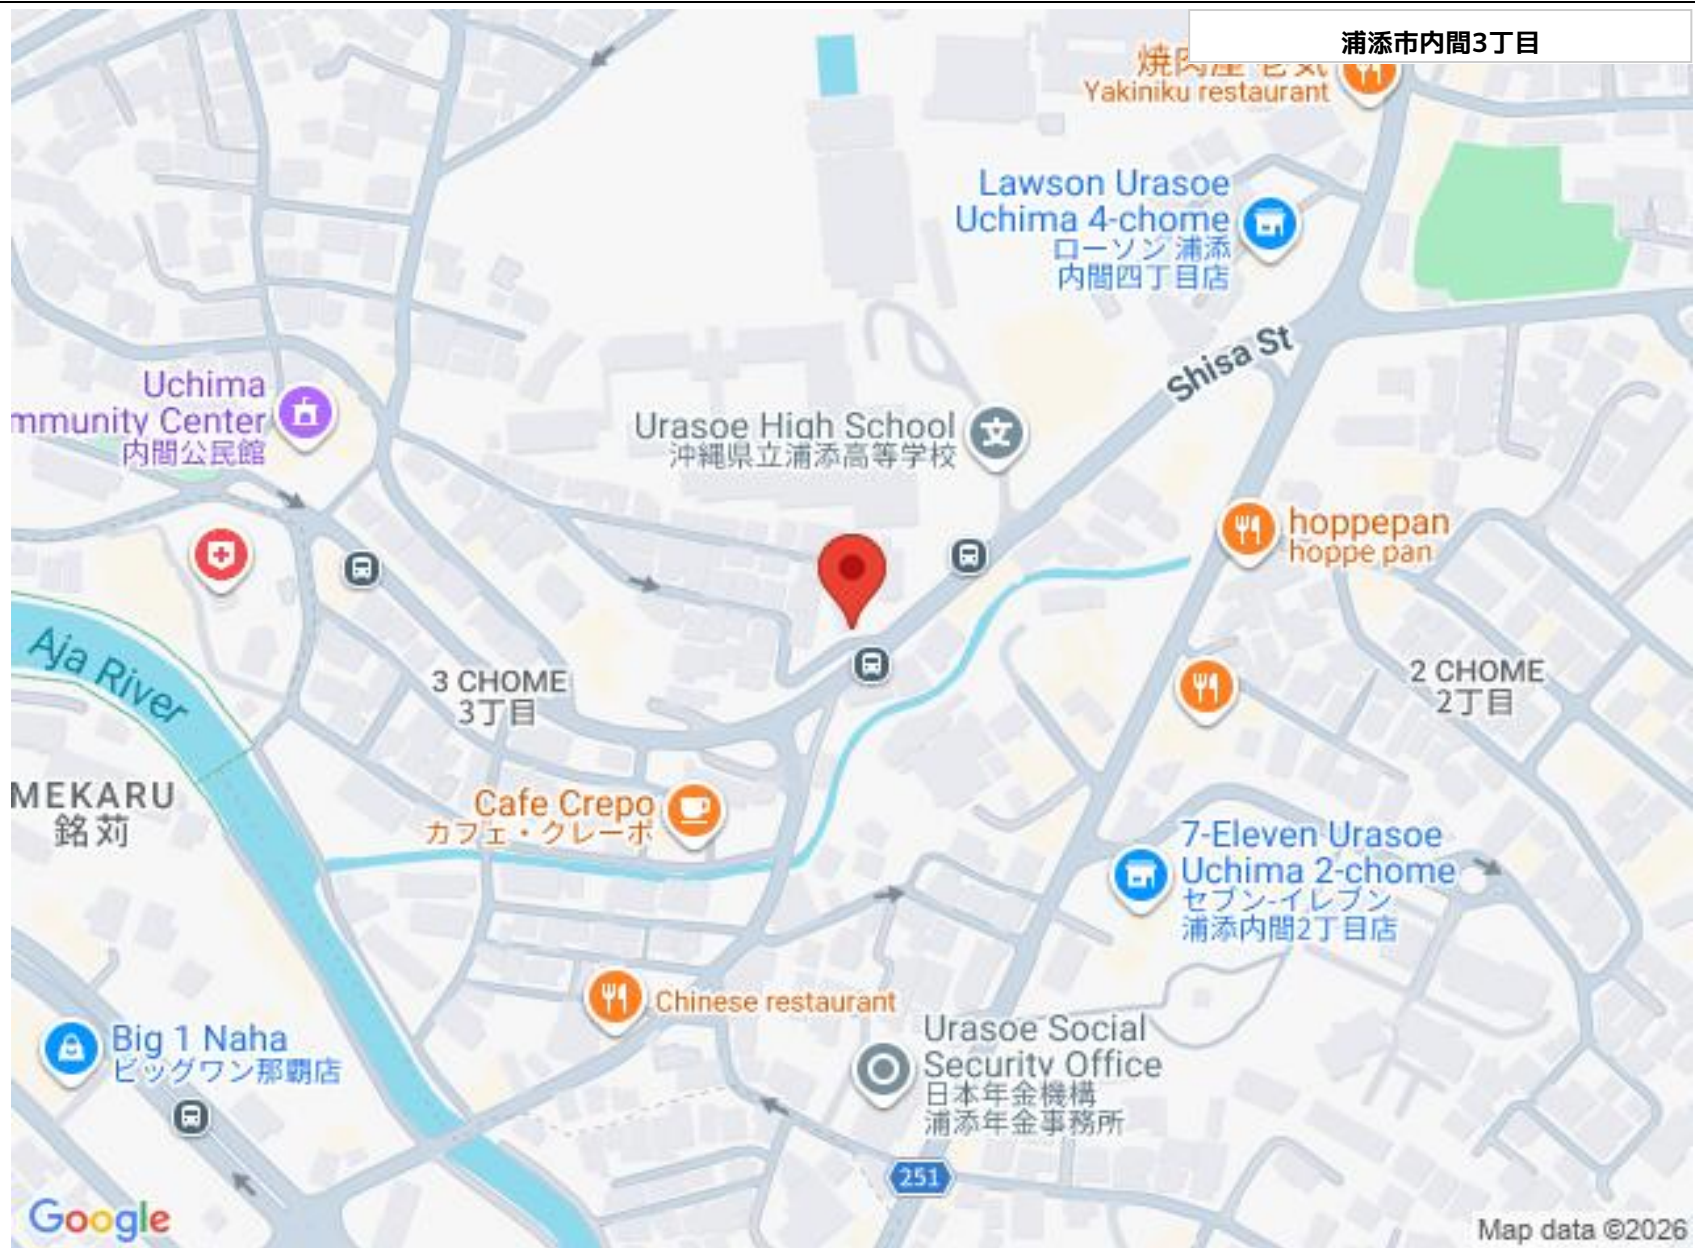 浦添市内間3丁目
Yakiniku restaurant
Lawson Urasoe
Uchima 4-chome
ローソン 浦添
内間四丁目店
Shisa St
Uchima
mmunity Center
内間公民館
Urasoe High School
沖縄県立浦添高等学校
hoppepan
hoppe pan
Aja River
3 CHOME
3丁目
2 CHOME
2丁目
MEKARU
銘苅
Cafe Crepo
カフェ・クレーポ
7-Eleven Urasoe
Uchima 2-chome
セブン-イレブン
浦添内間2丁目店
Chinese restaurant
Big 1 Naha
ビッグワン那覇店
Urasoe Social
Security Office
日本年金機構
浦添年金事務所
251
Google
Map data ©2026